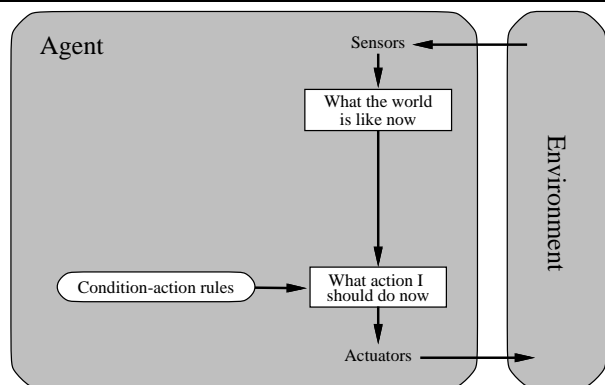 Agent
Sensors
What the world
is like now
Environment
Condition-action rules
What action I
should do now
Actuators